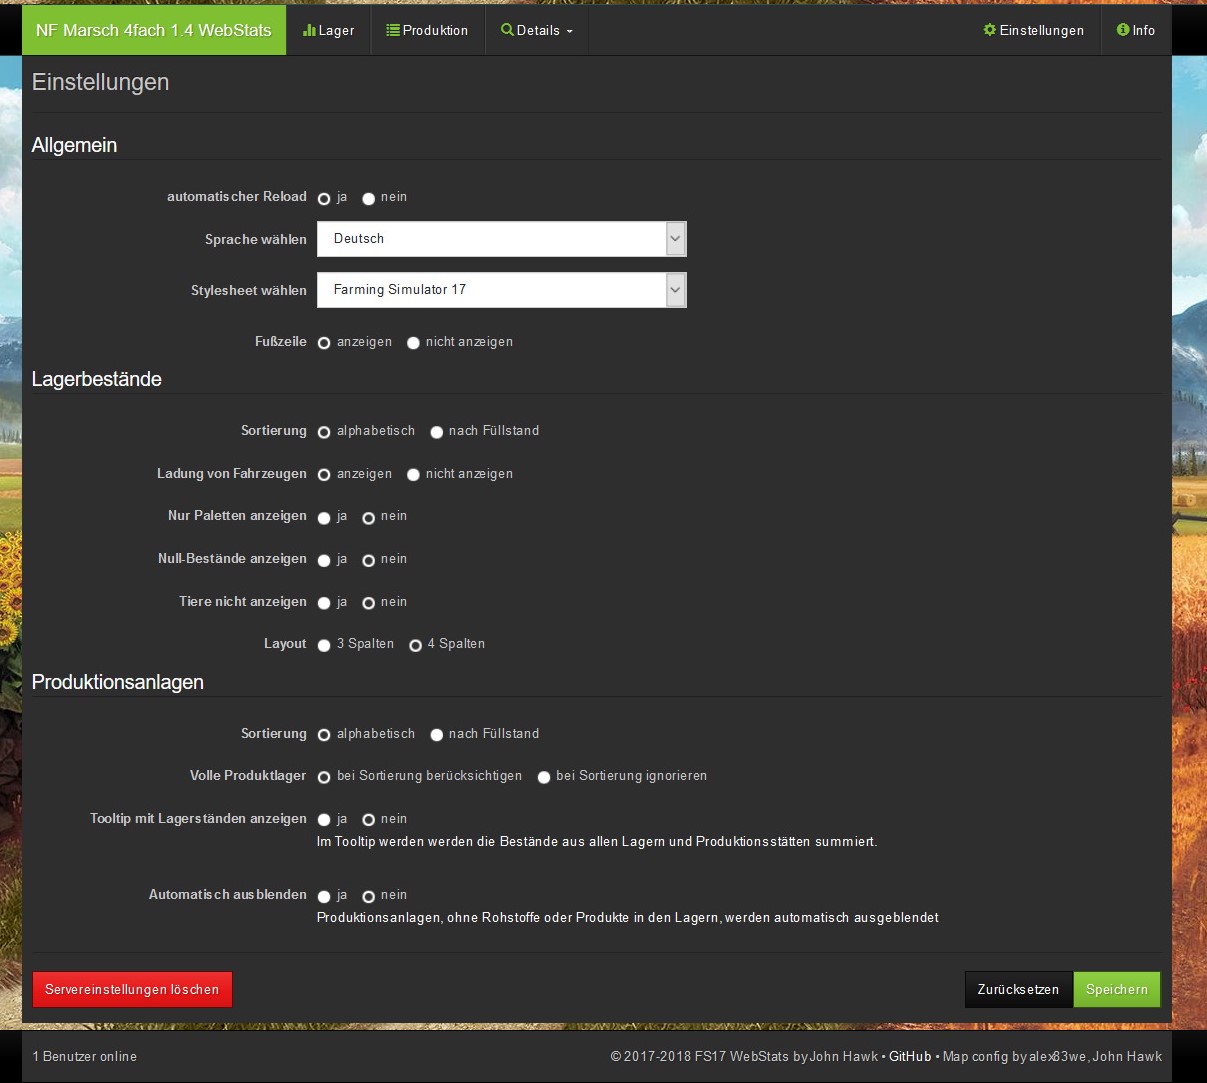 NF Marsch 4fach 1.4 WebStats Lager Produktion Details Einstellungen Info
Einstellungen
Allgemein
automatischer Reload ja nein
Sprache wählen Deutsch
Stylesheet wählen Farming Simulator 17
Fußzeile anzeigen nicht anzeigen
Lagerbestände
Sortierung alphabetisch nach Füllstand
Ladung von Fahrzeugen anzeigen nicht anzeigen
Nur Paletten anzeigen ja nein
Null-Bestände anzeigen ja nein
Tiere nicht anzeigen ja nein
Layout 3 Spalten 4 Spalten
Produktionsanlagen
Sortierung alphabetisch nach Füllstand
Volle Produktlager bei Sortierung berücksichtigen bei Sortierung ignorieren
Tooltip mit Lagerständen anzeigen ja nein
Im Tooltip werden werden die Bestände aus allen Lagern und Produktionsstätten summiert.
Automatisch ausblenden ja nein
Produktionsanlagen, ohne Rohstoffe oder Produkte in den Lagern, werden automatisch ausgeblendet
Servereinstellungen löschen Zurücksetzen Speichern
1 Benutzer online © 2017-2018 FS17 WebStats by John Hawk • GitHub • Map config by alex83we, John Hawk